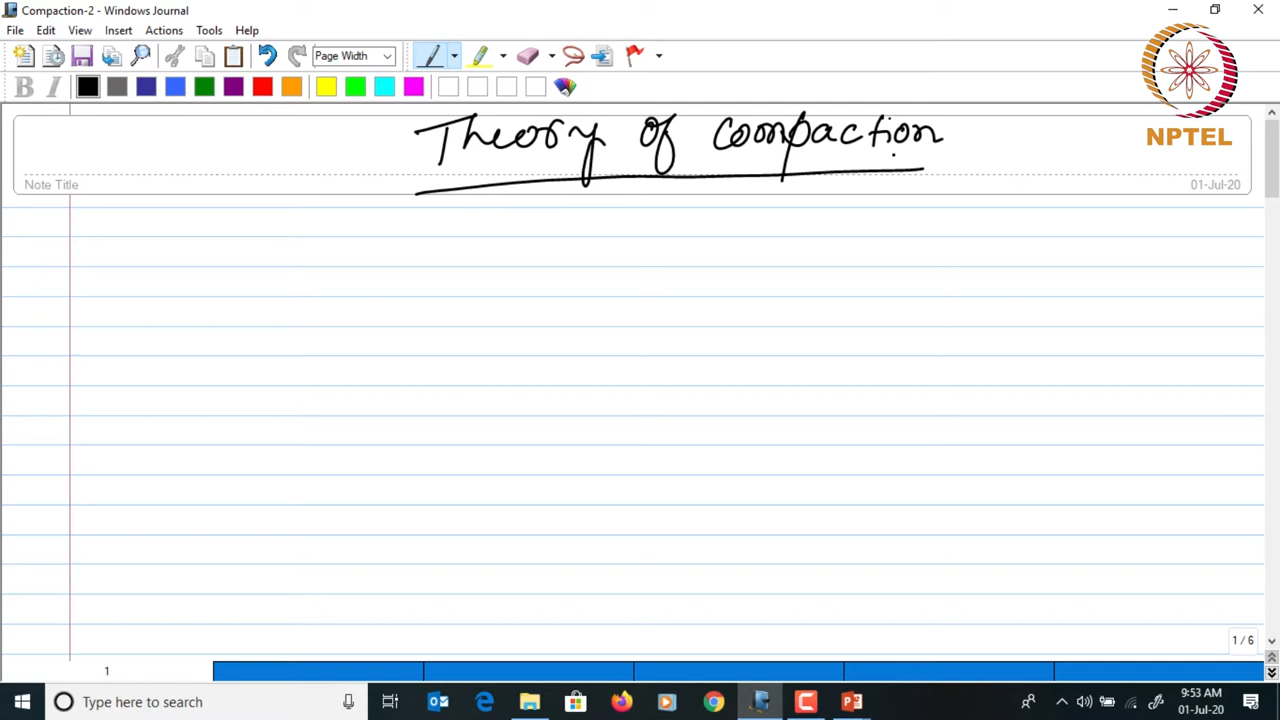 Compaction-2 - Windows Journal
File Edit View Insert Actions Tools Help
Page Width
B I
NPTEL
Theory of compaction
Note Title
01-Jul-20
1 / 6
1
Type here to search
9:53 AM
01-Jul-20